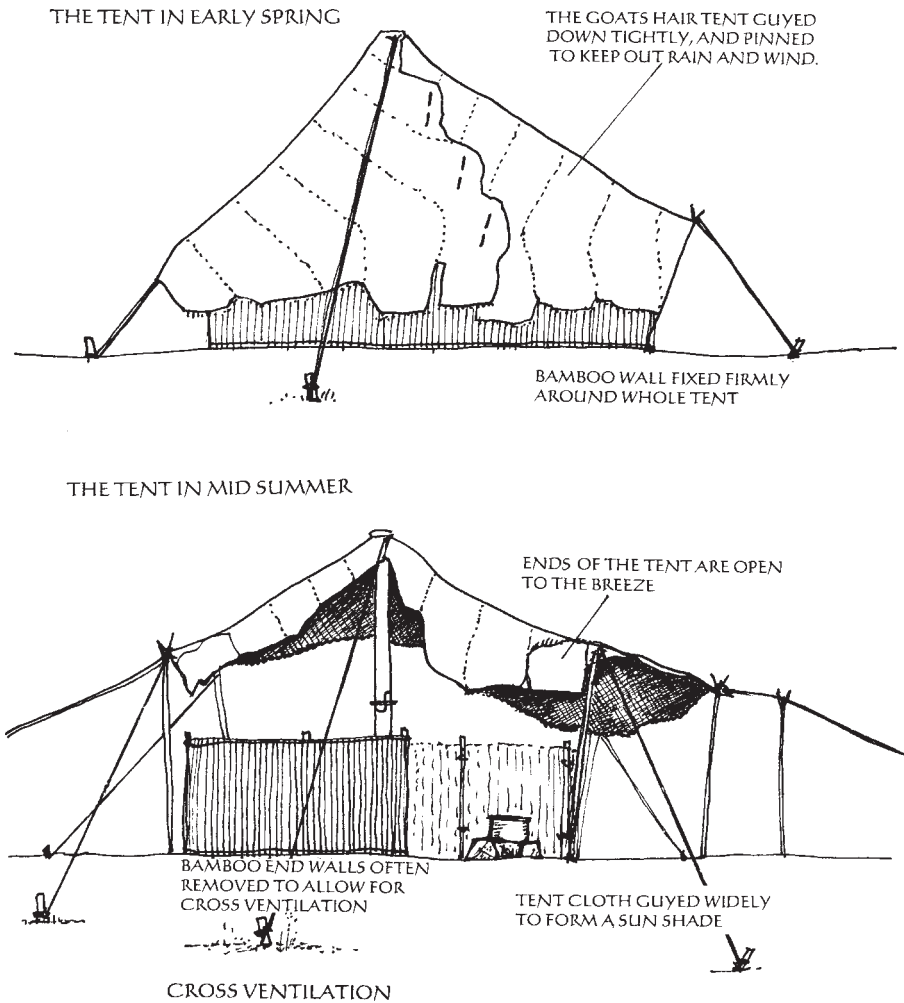 THE TENT IN EARLY SPRING
THE GOATS HAIR TENT GUYED
DOWN TIGHTLY, AND PINNED
TO KEEP OUT RAIN AND WIND.
BAMBOO WALL FIXED FIRMLY
AROUND WHOLE TENT
THE TENT IN MID SUMMER
ENDS OF THE TENT ARE OPEN
TO THE BREEZE
BAMBOO END WALLS OFTEN
REMOVED TO ALLOW FOR
CROSS VENTILATION
TENT CLOTH GUYED WIDELY
TO FORM A SUN SHADE
CROSS VENTILATION